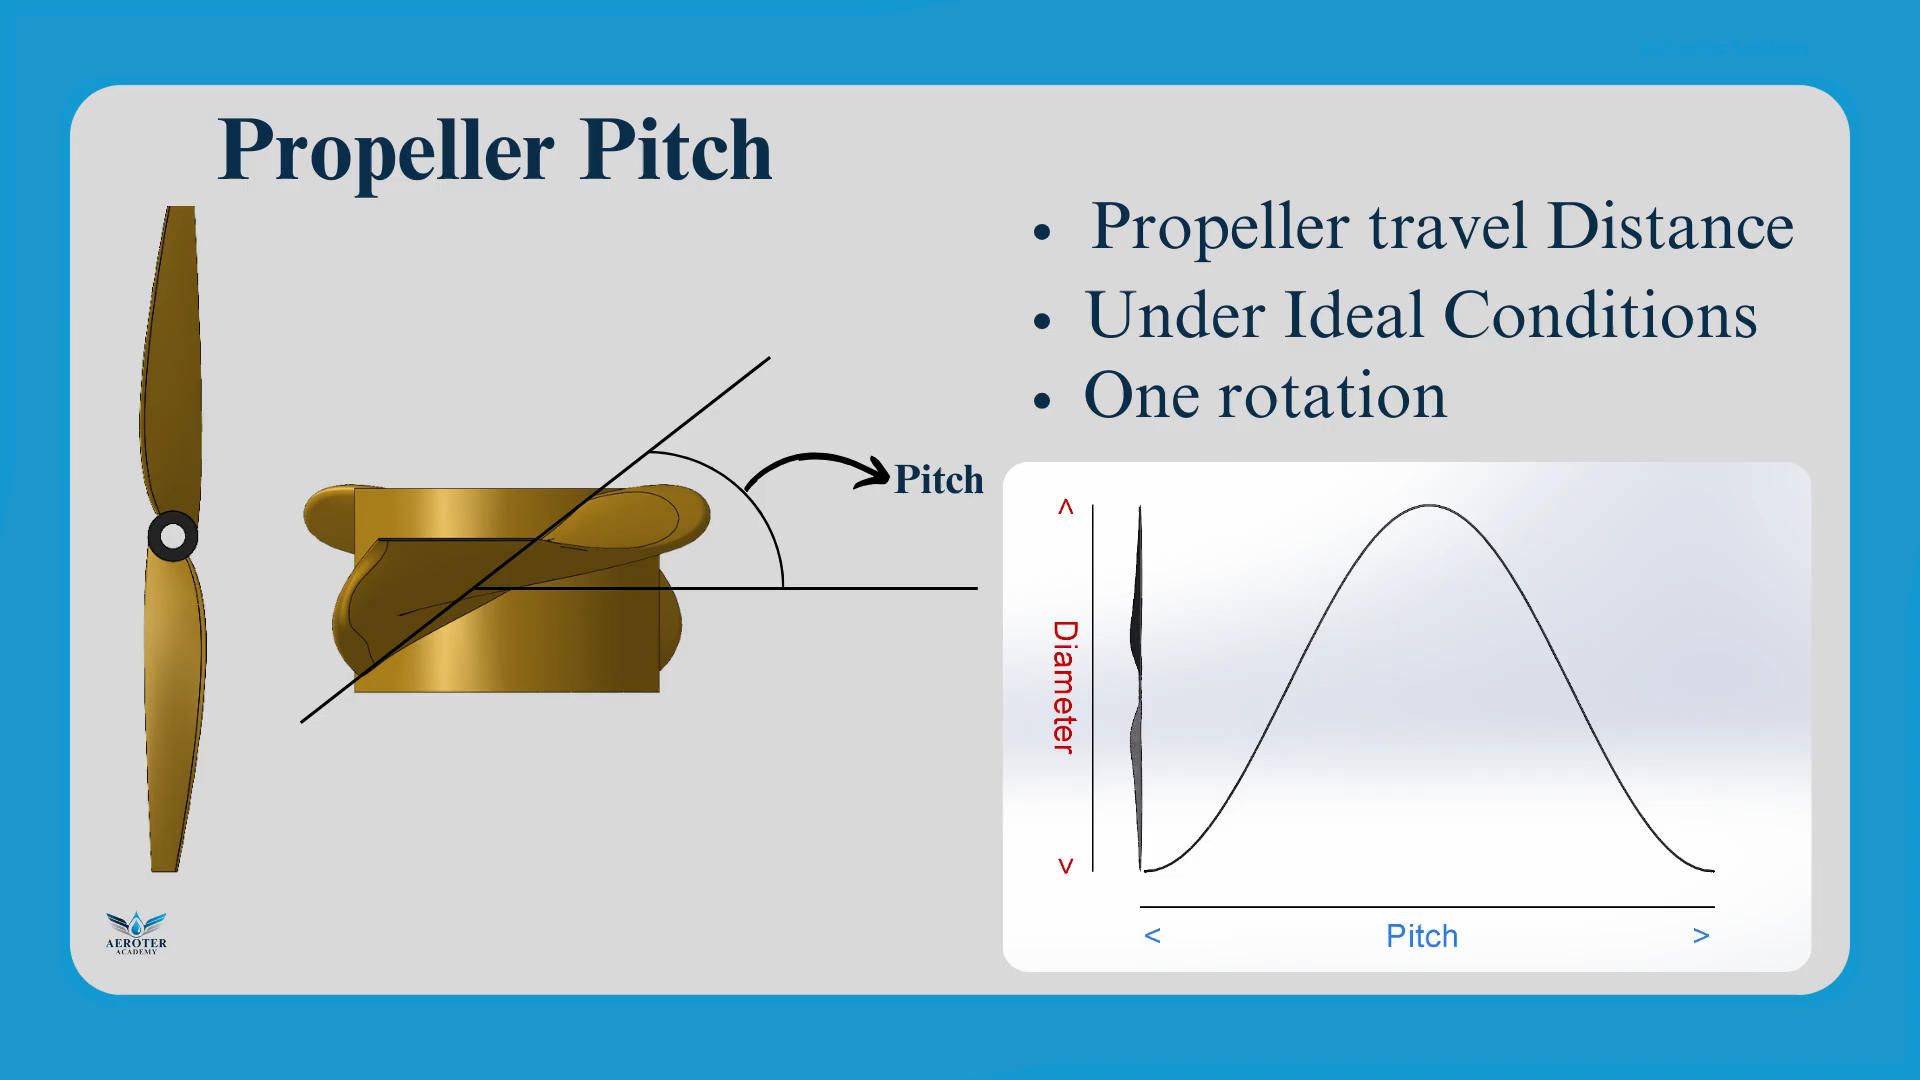 Propeller Pitch
• Propeller travel Distance
• Under Ideal Conditions
• One rotation
Pitch
Diameter
< Pitch >
AEROTER
ACADEMY